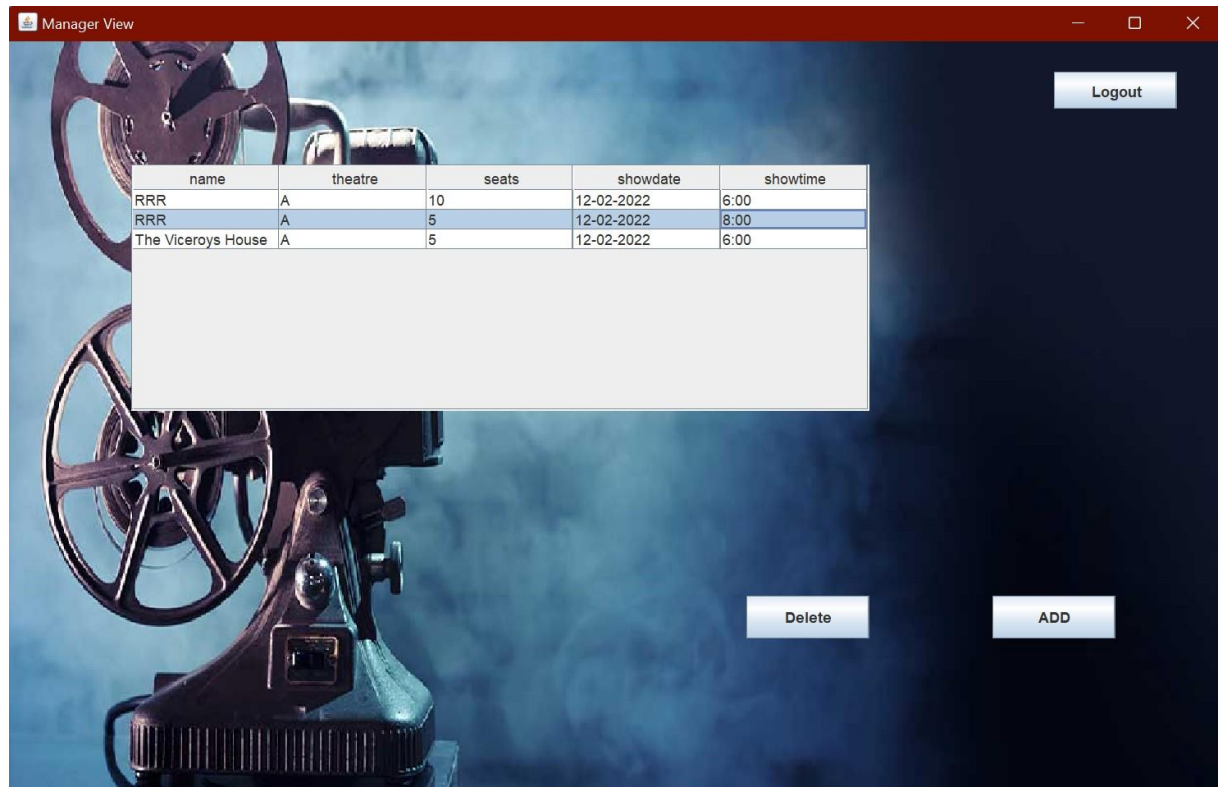 Manager View
Logout
name theatre seats showdate showtime
RRR A 10 12-02-2022 6:00
RRR A 5 12-02-2022 8:00
The Viceroys House A 5 12-02-2022 6:00
Delete ADD